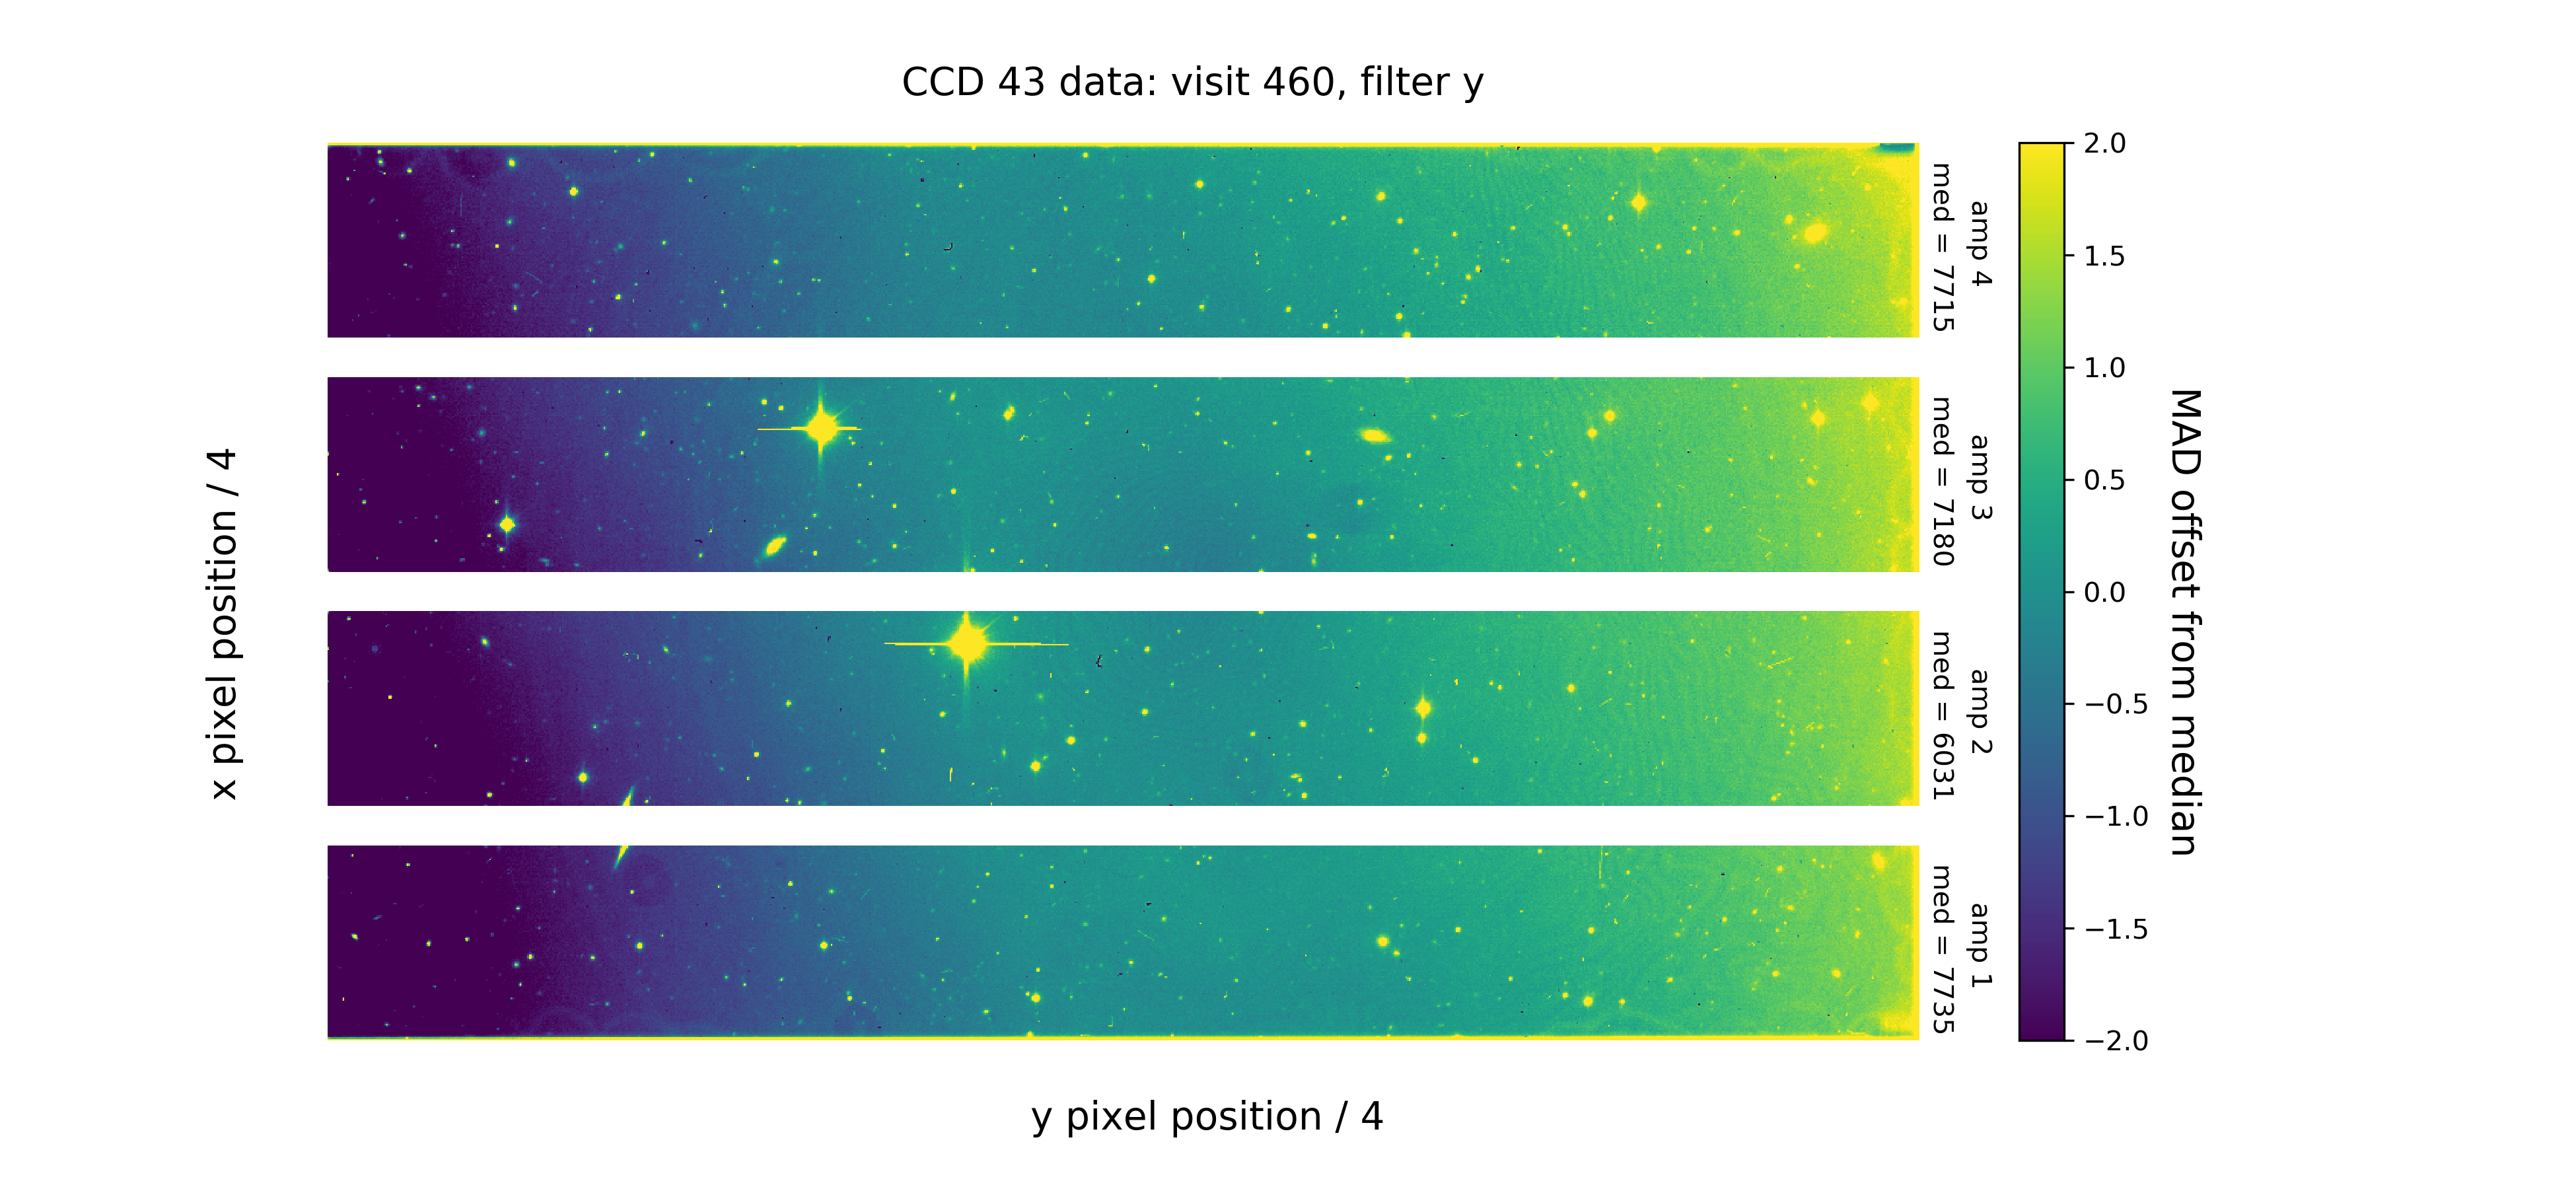 CCD 43 data: visit 460, filter y
amp 4
med = 7715
amp 3
med = 7180
amp 2
med = 6031
amp 1
med = 7735
x pixel position / 4
y pixel position / 4
2.0
1.5
1.0
0.5
0.0
−0.5
−1.0
−1.5
−2.0
MAD offset from median